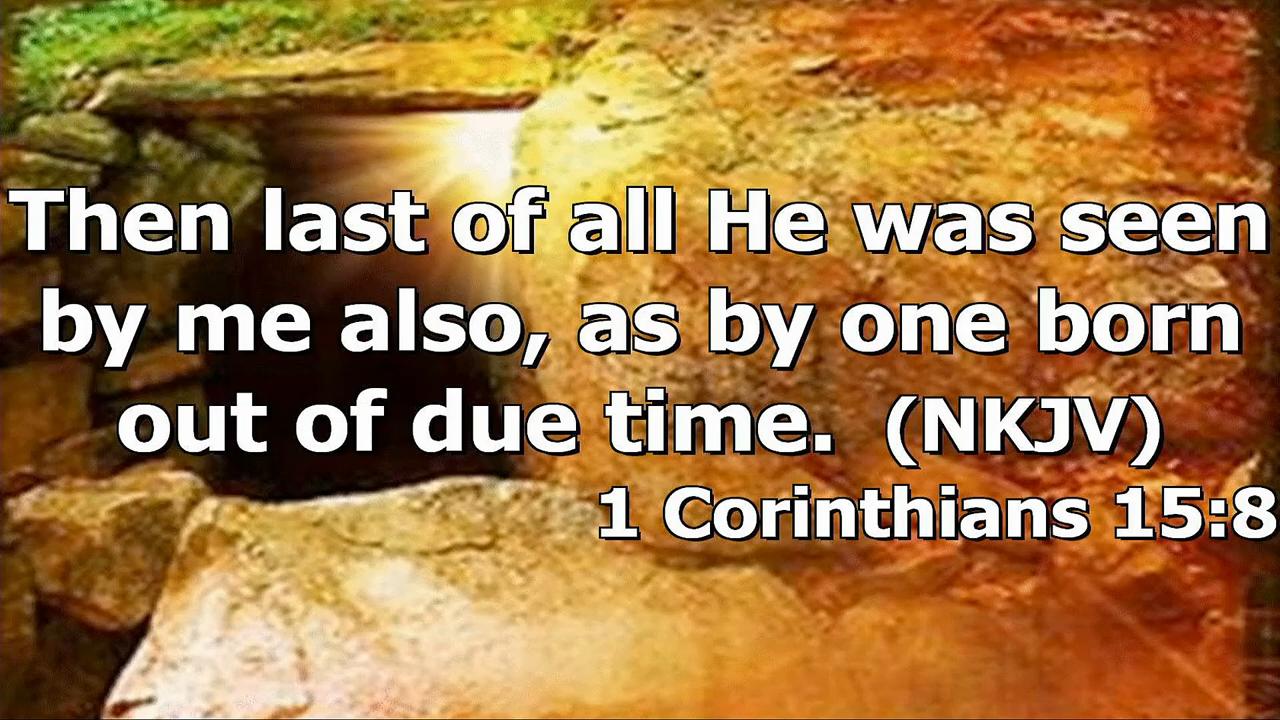 Then last of all He was seen
by me also, as by one born
out of due time.  (NKJV)
1 Corinthians 15:8